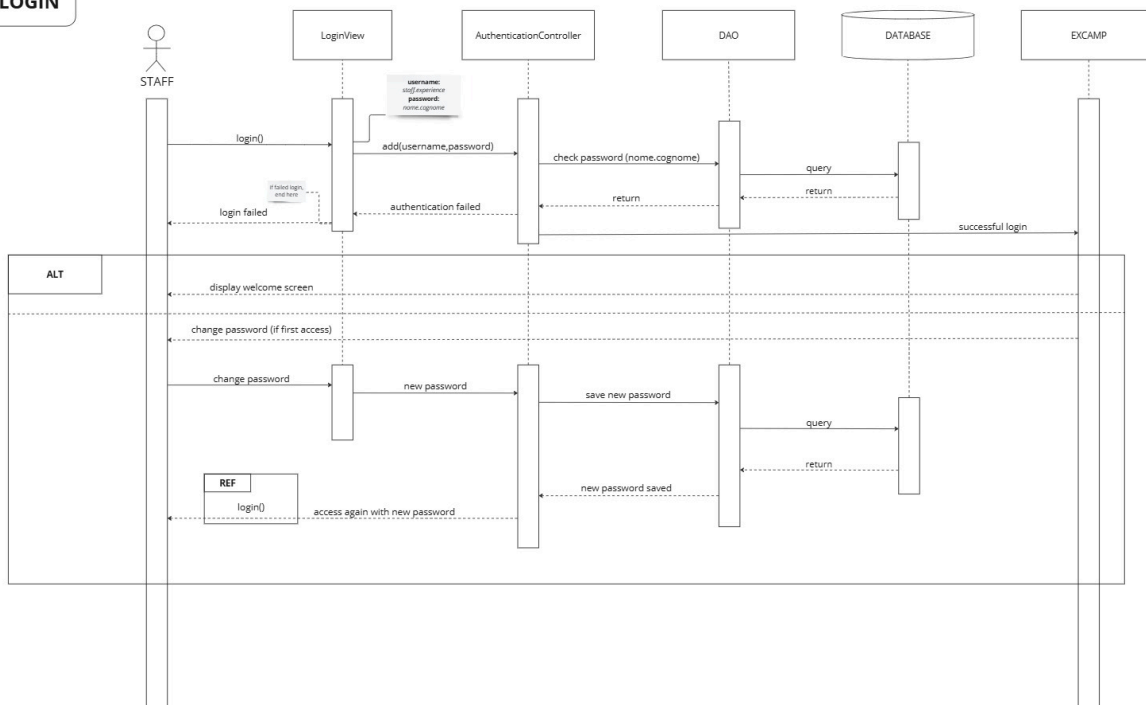 LOGIN
LoginView
AuthenticationController
DAO
DATABASE
EXCAMP
STAFF
username:
staff.experience
password:
nome.cognome
login()
add(username,password)
check password (nome.cognome)
query
return
return
if failed login,
end here
authentication failed
login failed
successful login
ALT
display welcome screen
change password (if first access)
change password
new password
save new password
query
return
REF
new password saved
login()
access again with new password